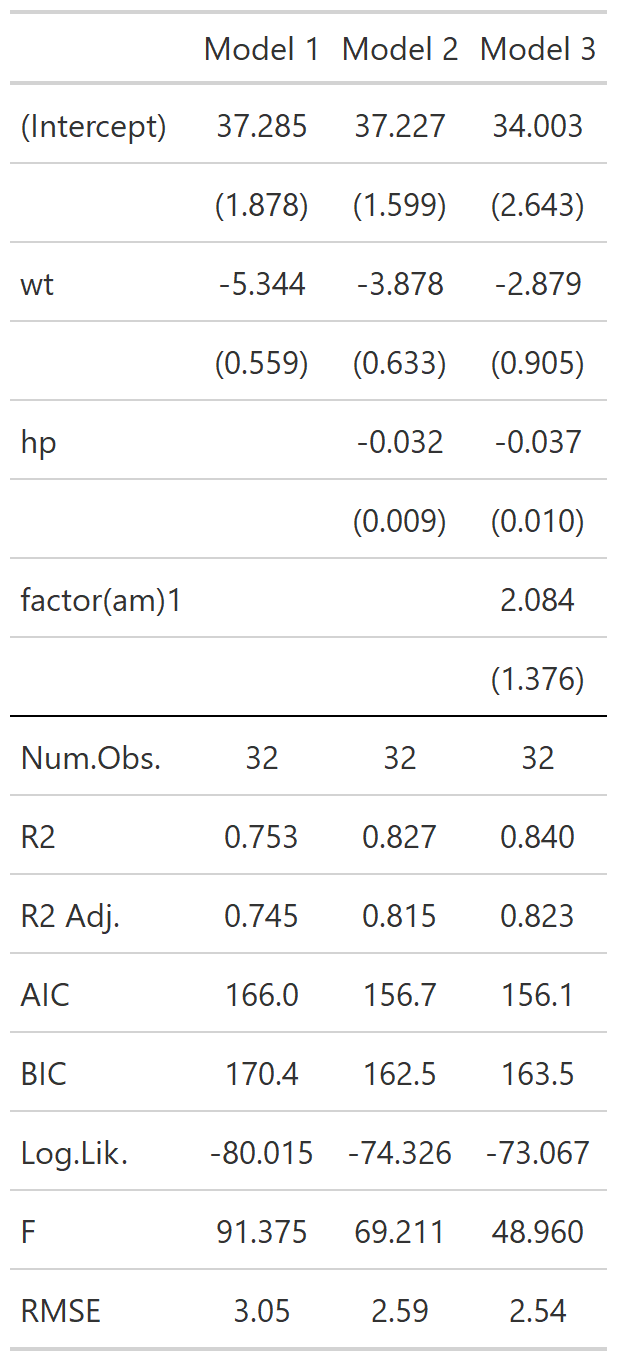 Model 1 Model 2 Model 3
(Intercept) 37.285 37.227 34.003
(1.878) (1.599) (2.643)
wt -5.344 -3.878 -2.879
(0.559) (0.633) (0.905)
hp -0.032 -0.037
(0.009) (0.010)
factor(am)1 2.084
(1.376)
Num.Obs. 32 32 32
R2 0.753 0.827 0.840
R2 Adj. 0.745 0.815 0.823
AIC 166.0 156.7 156.1
BIC 170.4 162.5 163.5
Log.Lik. -80.015 -74.326 -73.067
F 91.375 69.211 48.960
RMSE 3.05 2.59 2.54